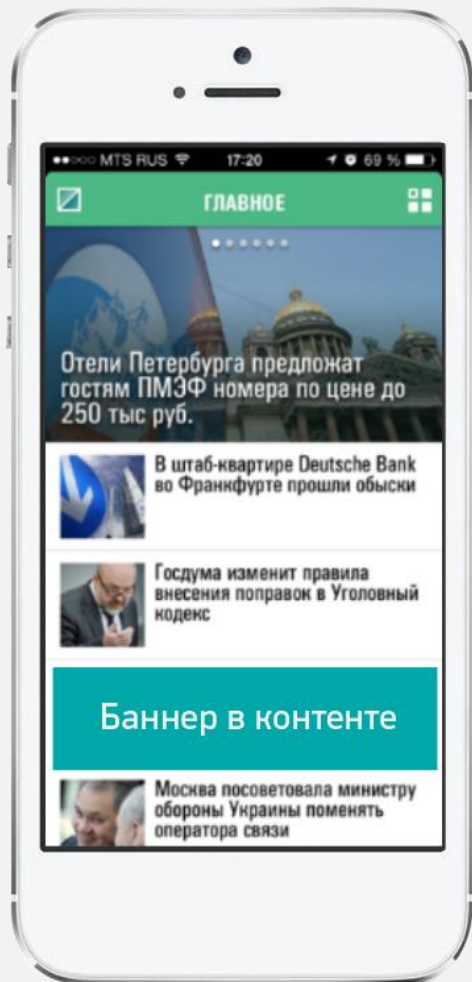 MTS RUS 17:20 69 %
ГЛАВНОЕ
Отели Петербурга предложат
гостям ПМЭФ номера по цене до
250 тыс руб.
В штаб-квартире Deutsche Bank
во Франкфурте прошли обыски
Госдума изменит правила
внесения поправок в Уголовный
кодекс
Баннер в контенте
Москва посоветовала министру
обороны Украины поменять
оператора связи